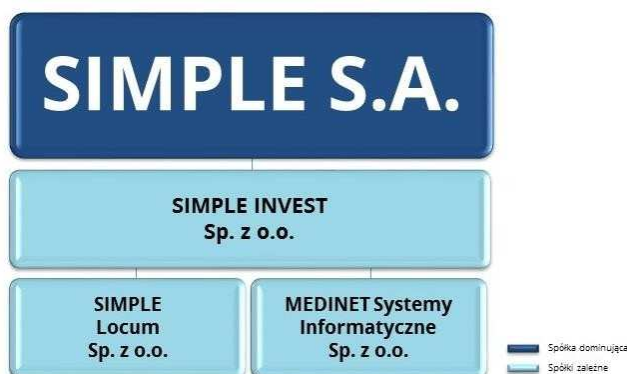 SIMPLE S.A.
SIMPLE INVEST
Sp. z o.o.
SIMPLE
Locum
Sp. z o.o.
MEDINET Systemy
Informatyczne
Sp. z o.o.
Spółka dominująca
Spółki zależne